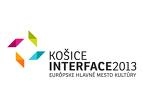 KOŠICE
INTERFACE2013
EURÓPSKE HLAVNÉ MESTO KULTÚRY